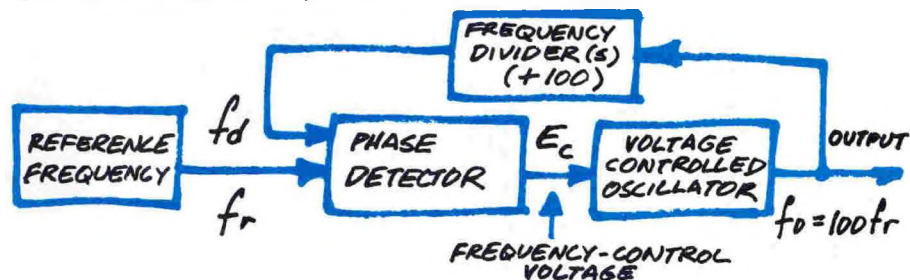 FREQUENCY
DIVIDER(S)
(÷100)
REFERENCE
FREQUENCY
fd
fr
PHASE
DETECTOR
Ec
VOLTAGE
CONTROLLED
OSCILLATOR
OUTPUT
fo=100fr
FREQUENCY-CONTROL
VOLTAGE